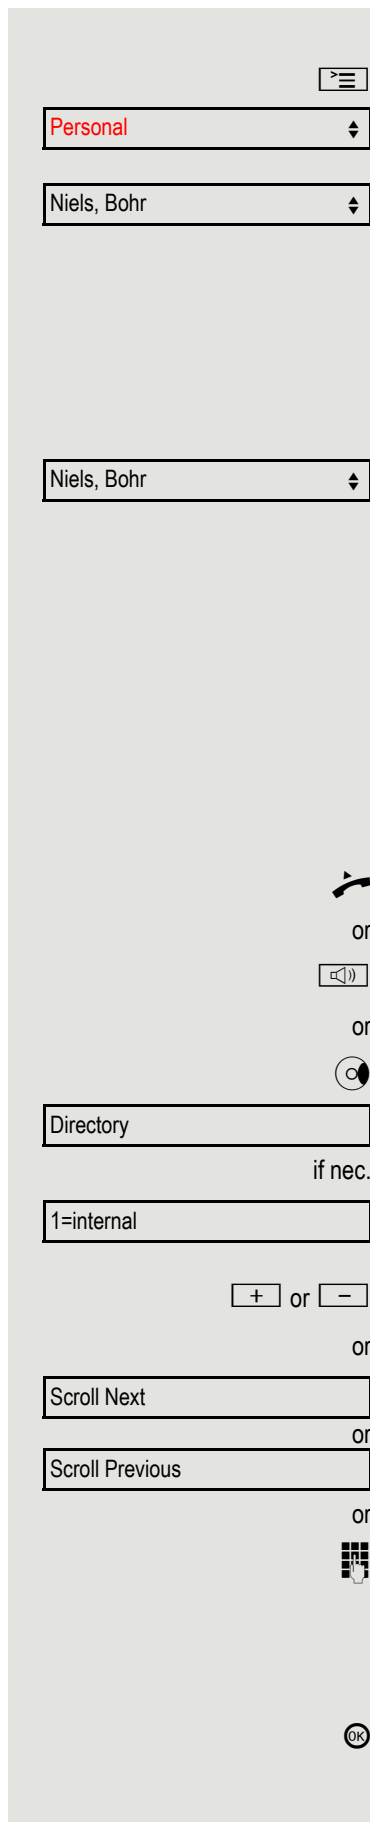 Personal
Niels, Bohr
Niels, Bohr
or
or
Directory
if nec.
1=internal
+ or −
or
Scroll Next
or
Scroll Previous
or
OK